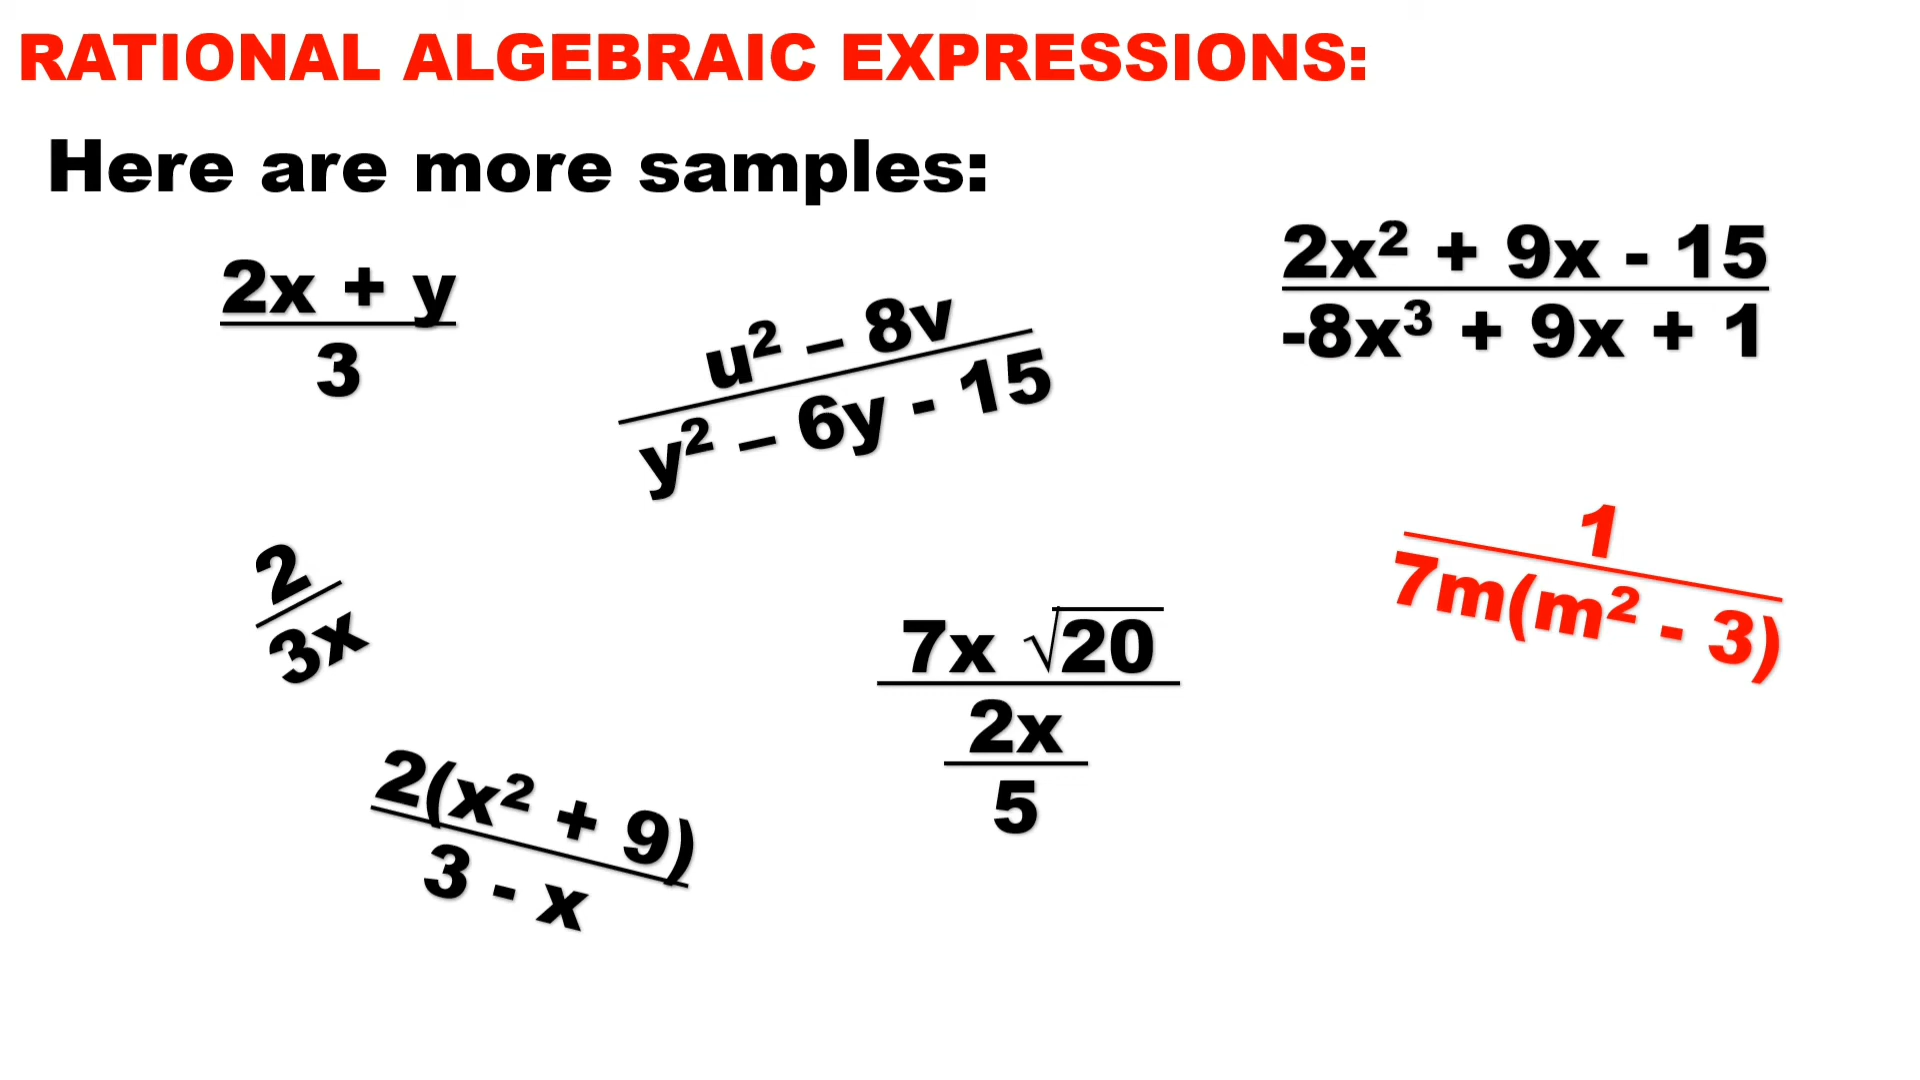 RATIONAL ALGEBRAIC EXPRESSIONS:
Here are more samples:
2x + y
3
u² – 8v
y² – 6y - 15
2x² + 9x - 15
-8x³ + 9x + 1
2
3x
7x √20
2x
5
1
7m(m² - 3)
2(x² + 9)
3 - x